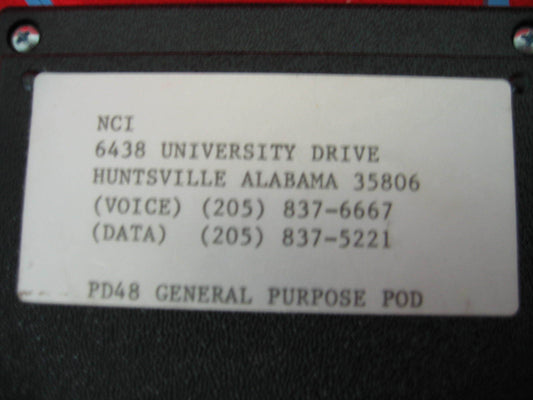 NCI
6438 UNIVERSITY DRIVE
HUNTSVILLE ALABAMA 35806
(VOICE) (205) 837-6667
(DATA) (205) 837-5221
PD48 GENERAL PURPOSE POD